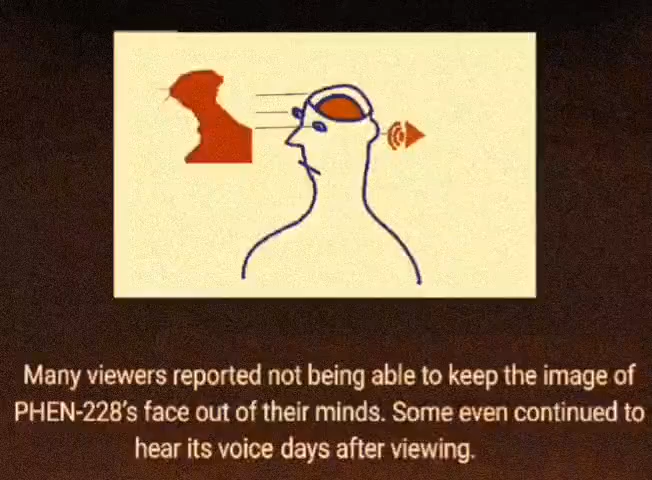 Many viewers reported not being able to keep the image of
PHEN-228's face out of their minds. Some even continued to
hear its voice days after viewing.